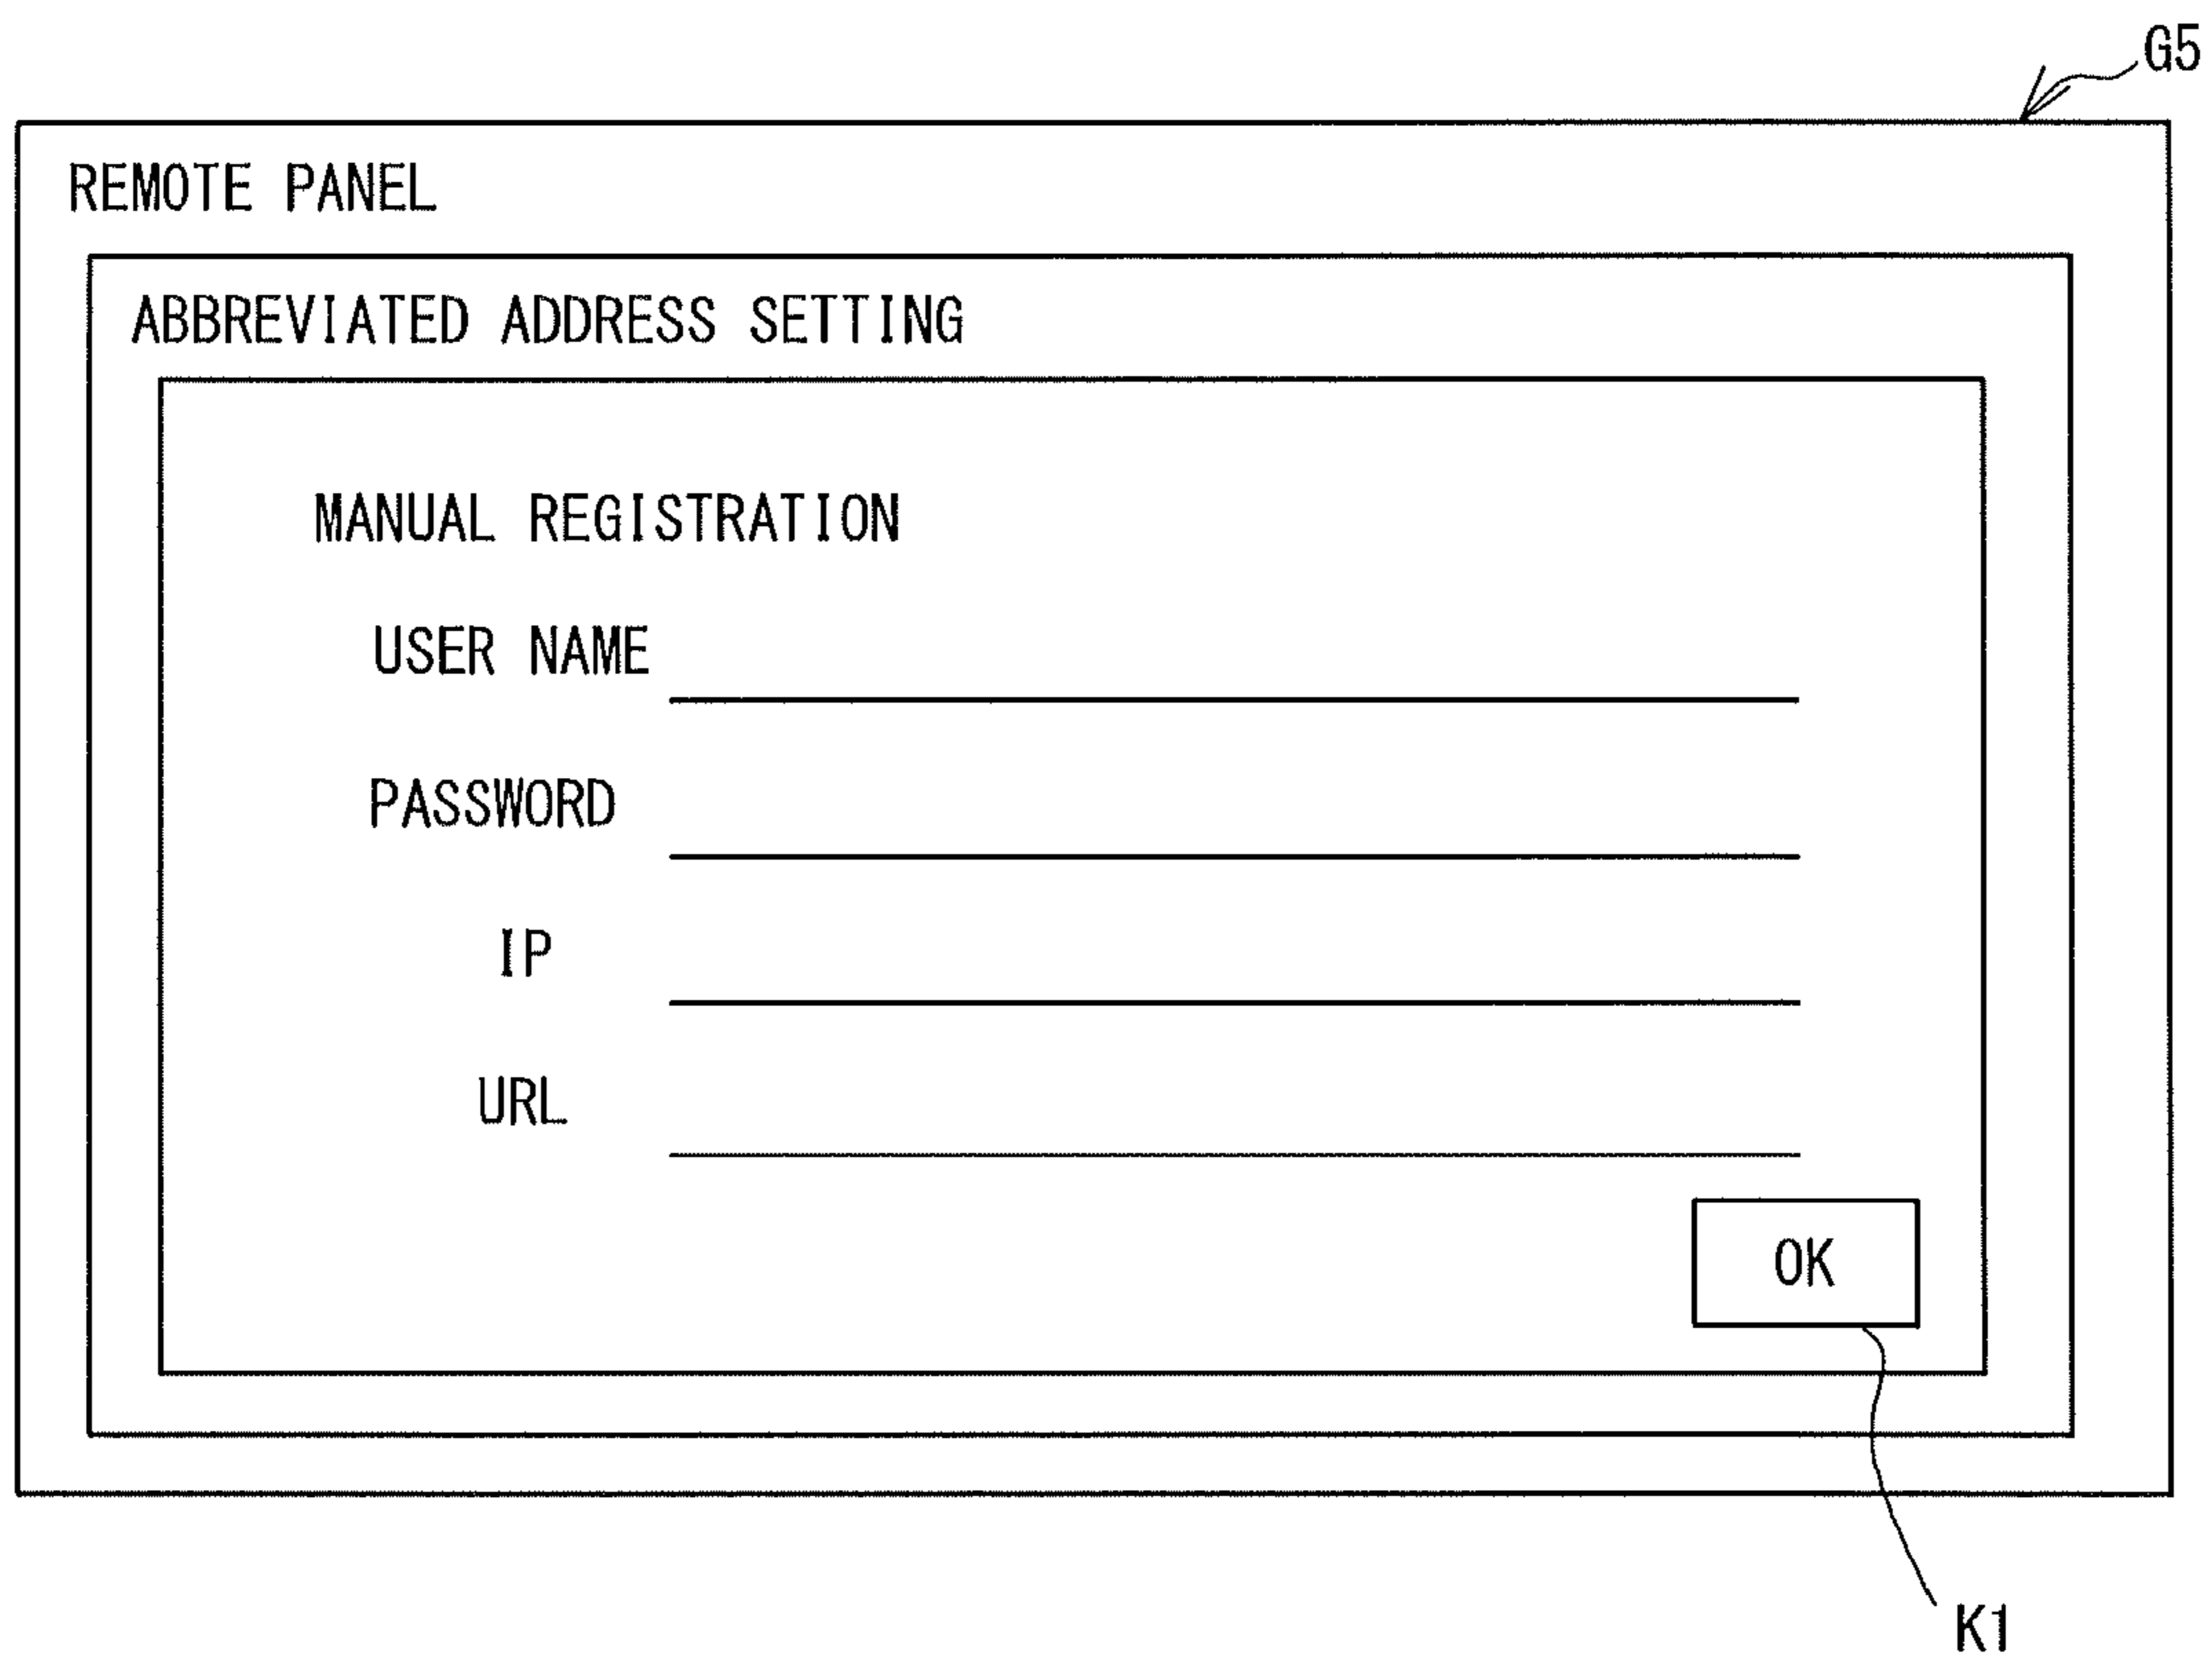 G5
REMOTE PANEL
ABBREVIATED ADDRESS SETTING
MANUAL REGISTRATION
USER NAME
PASSWORD
IP
URL
OK
K1